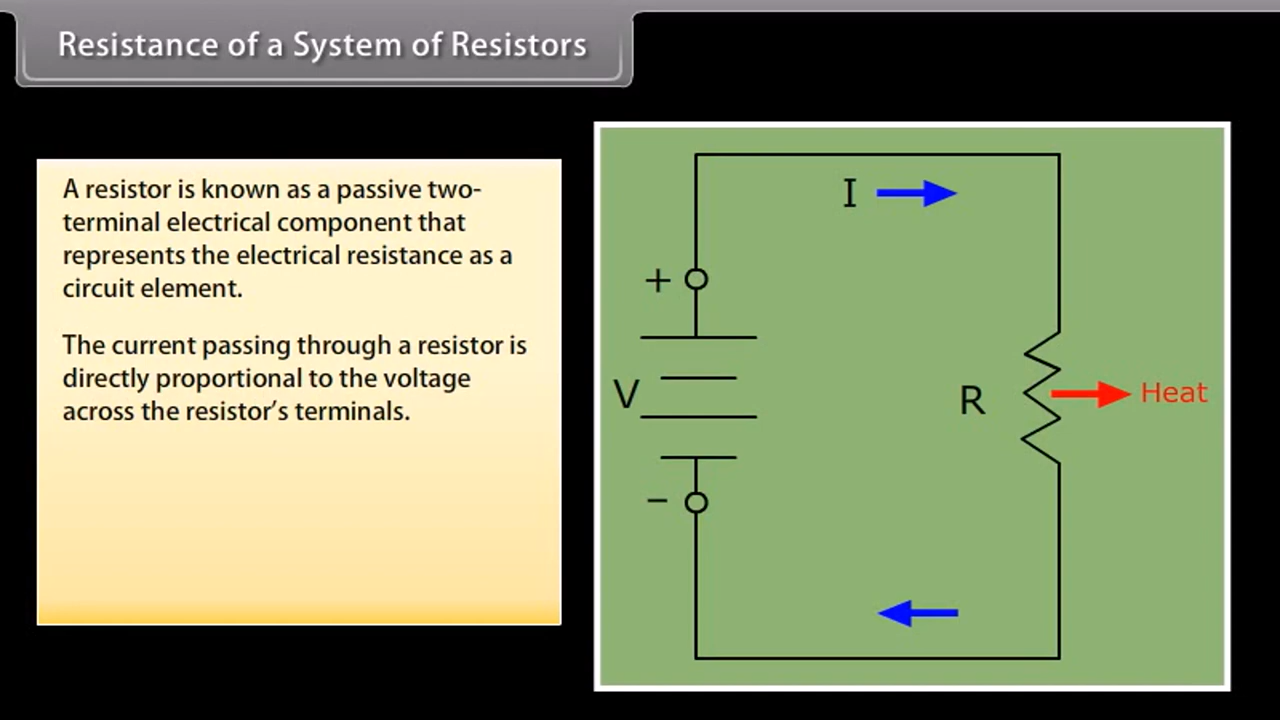 Resistance of a System of Resistors
A resistor is known as a passive two-
terminal electrical component that
represents the electrical resistance as a
circuit element.
The current passing through a resistor is
directly proportional to the voltage
across the resistor's terminals.
I
+
V
R
Heat
−